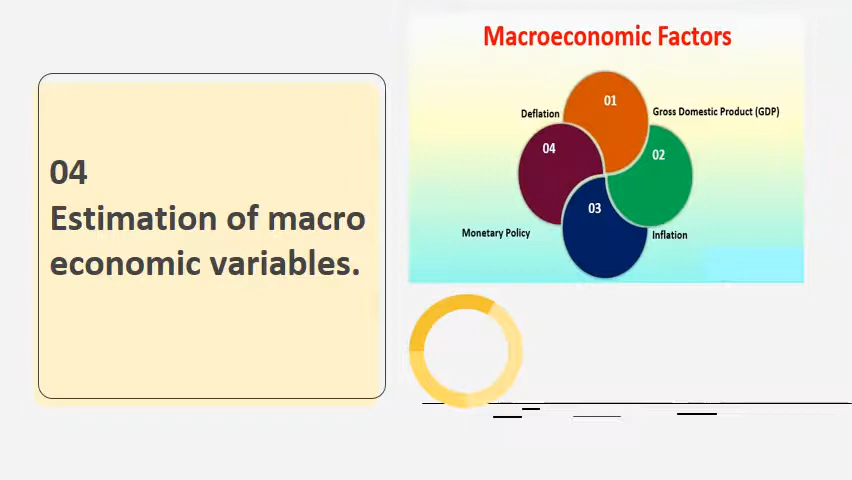 04
Estimation of macro
economic variables.
Macroeconomic Factors
01
Deflation
Gross Domestic Product (GDP)
04
02
03
Monetary Policy
Inflation